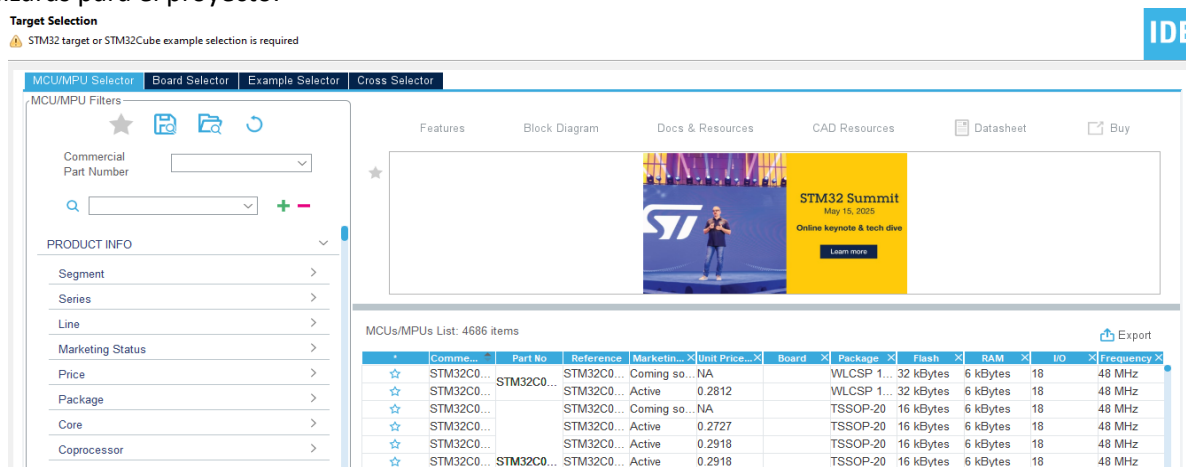 para el proyecto.
Target Selection
STM32 target or STM32Cube example selection is required
IDE
MCU/MPU Selector Board Selector Example Selector Cross Selector
MCU/MPU Filters
Features Block Diagram Docs & Resources CAD Resources Datasheet Buy
Commercial
Part Number
STM32 Summit
May 15, 2025
Online keynote & tech dive
Learn more
PRODUCT INFO
Segment
Series
Line
Marketing Status
Price
Package
Core
Coprocessor
MCUs/MPUs List: 4686 items
Export
* Comme... Part No Reference Marketin... Unit Price... Board Package Flash RAM I/O Frequency
STM32C0... STM32C0... STM32C0... Coming so... NA WLCSP 1... 32 kBytes 6 kBytes 18 48 MHz
STM32C0... STM32C0... Active 0.2812 WLCSP 1... 32 kBytes 6 kBytes 18 48 MHz
STM32C0... STM32C0... Coming so... NA TSSOP-20 16 kBytes 6 kBytes 18 48 MHz
STM32C0... STM32C0... Active 0.2727 TSSOP-20 16 kBytes 6 kBytes 18 48 MHz
STM32C0... STM32C0... Active 0.2918 TSSOP-20 16 kBytes 6 kBytes 18 48 MHz
STM32C0... STM32C0... STM32C0... Active 0.2918 TSSOP-20 16 kBytes 6 kBytes 18 48 MHz